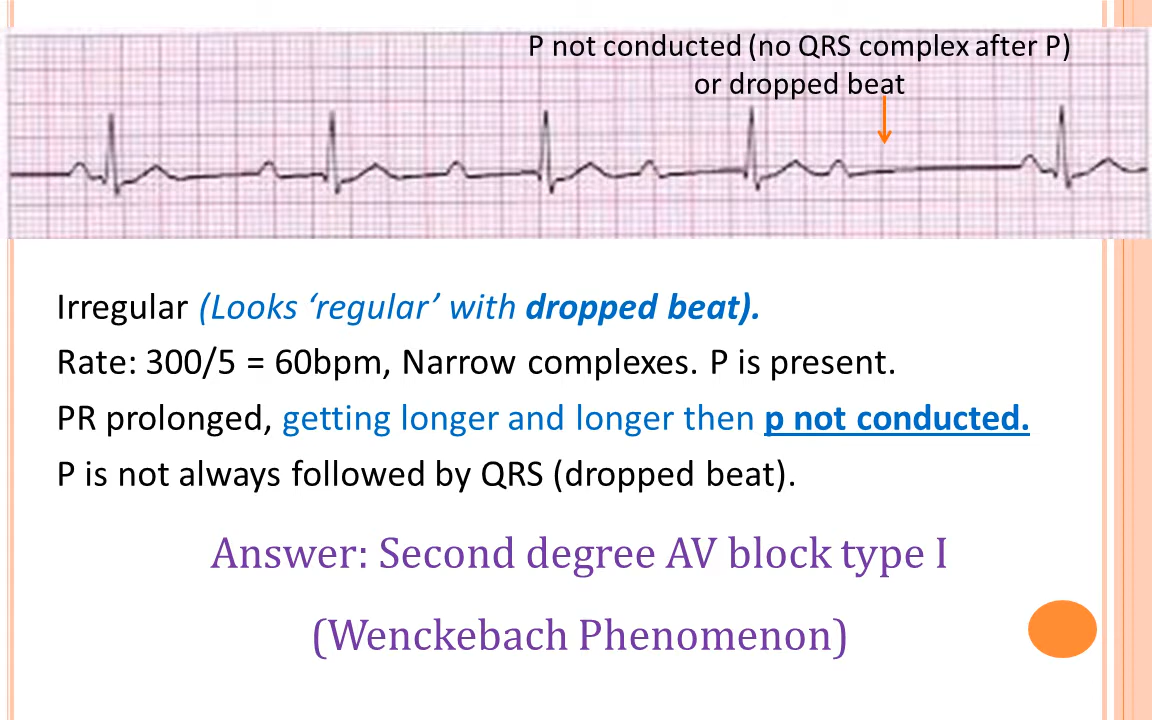 P not conducted (no QRS complex after P)
or dropped beat
Irregular (Looks ‘regular’ with dropped beat).
Rate: 300/5 = 60bpm, Narrow complexes. P is present.
PR prolonged, getting longer and longer then p not conducted.
P is not always followed by QRS (dropped beat).
Answer: Second degree AV block type I
(Wenckebach Phenomenon)